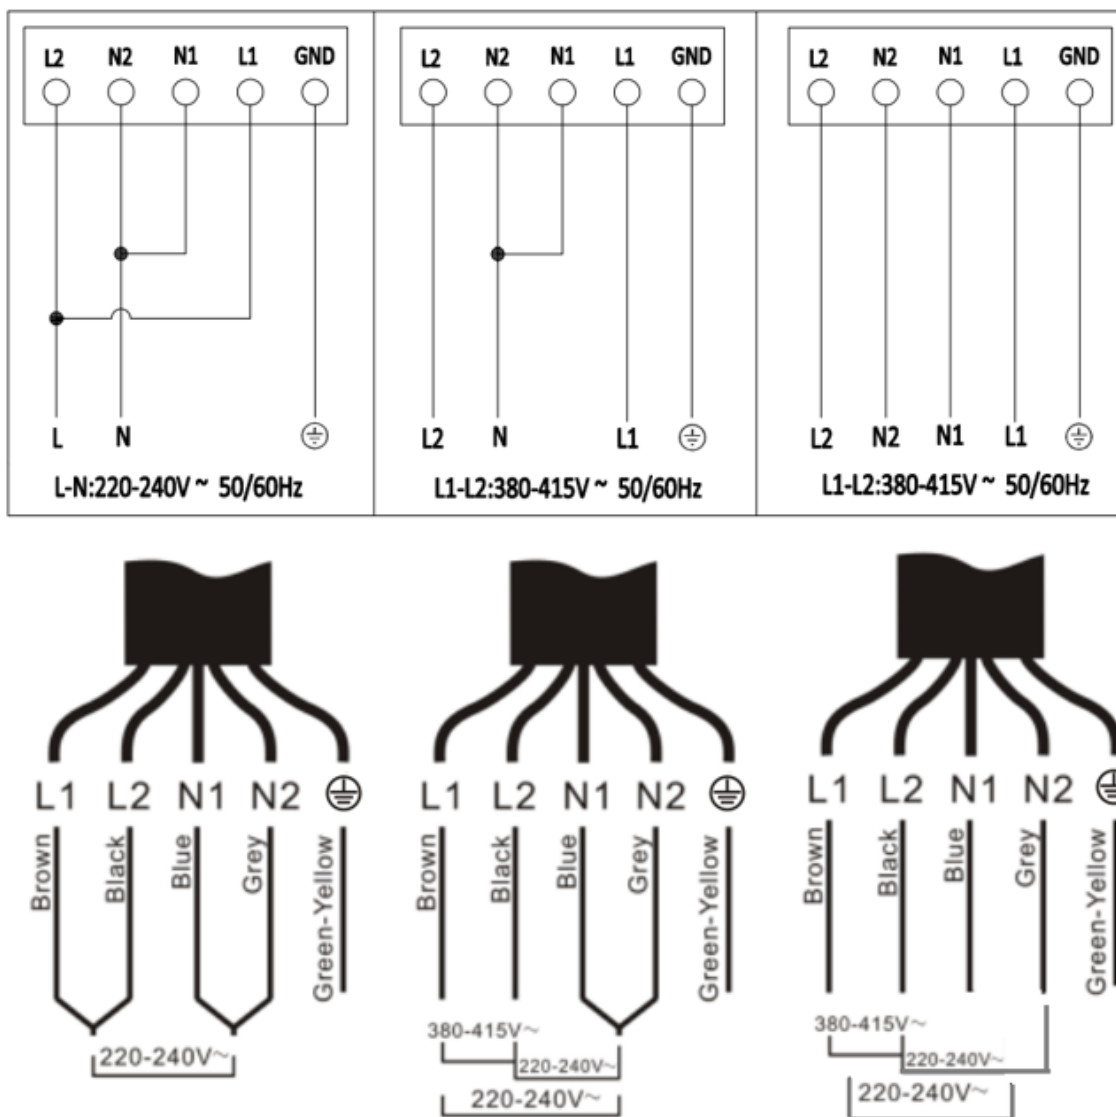 L2 N2 N1 L1 GND
L N
L-N:220-240V ~ 50/60Hz
L2 N2 N1 L1 GND
L2 N L1
L1-L2:380-415V ~ 50/60Hz
L2 N2 N1 L1 GND
L2 N2 N1 L1
L1-L2:380-415V ~ 50/60Hz
L1 L2 N1 N2
Brown
Black
Blue
Grey
Green-Yellow
220-240V~
L1 L2 N1 N2
Brown
Black
Blue
Grey
Green-Yellow
380-415V~
220-240V~
220-240V~
L1 L2 N1 N2
Brown
Black
Blue
Grey
Green-Yellow
380-415V~
220-240V~
220-240V~